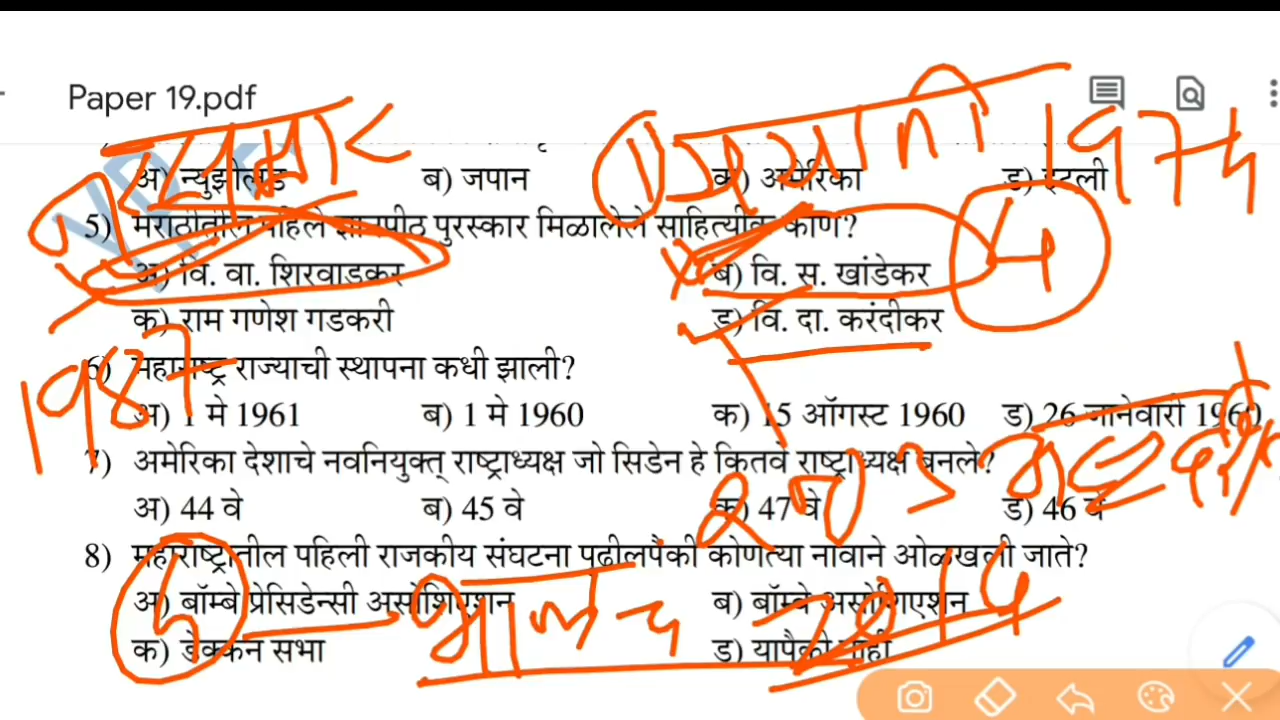 Paper 19.pdf
अ) न्युझीलंड ब) जपान क) अमेरिका ड) इटली
5) मराठीतील पहिले ज्ञानपीठ पुरस्कार मिळालेले साहित्यीक कोण?
अ) वि. वा. शिरवाडकर ब) वि. स. खांडेकर
क) राम गणेश गडकरी ड) वि. दा. करंदीकर
6) महाराष्ट्र राज्याची स्थापना कधी झाली?
अ) 1 मे 1961 ब) 1 मे 1960 क) 15 ऑगस्ट 1960 ड) 26 जानेवारी 1960
7) अमेरिका देशाचे नवनियुक्त् राष्ट्राध्यक्ष जो सिडेन हे कितवे राष्ट्राध्यक्ष बनले?
अ) 44 वे ब) 45 वे क) 47 वे ड) 46 वे
8) महाराष्ट्रातील पहिली राजकीय संघटना पुढीलपैकी कोणत्या नावाने ओळखली जाते?
अ) बॉम्बे प्रेसिडेन्सी असोशिएशन ब) बॉम्बे असोशिएशन
क) डेक्कन सभा ड) यापैकी नाही
1974
1987
2003